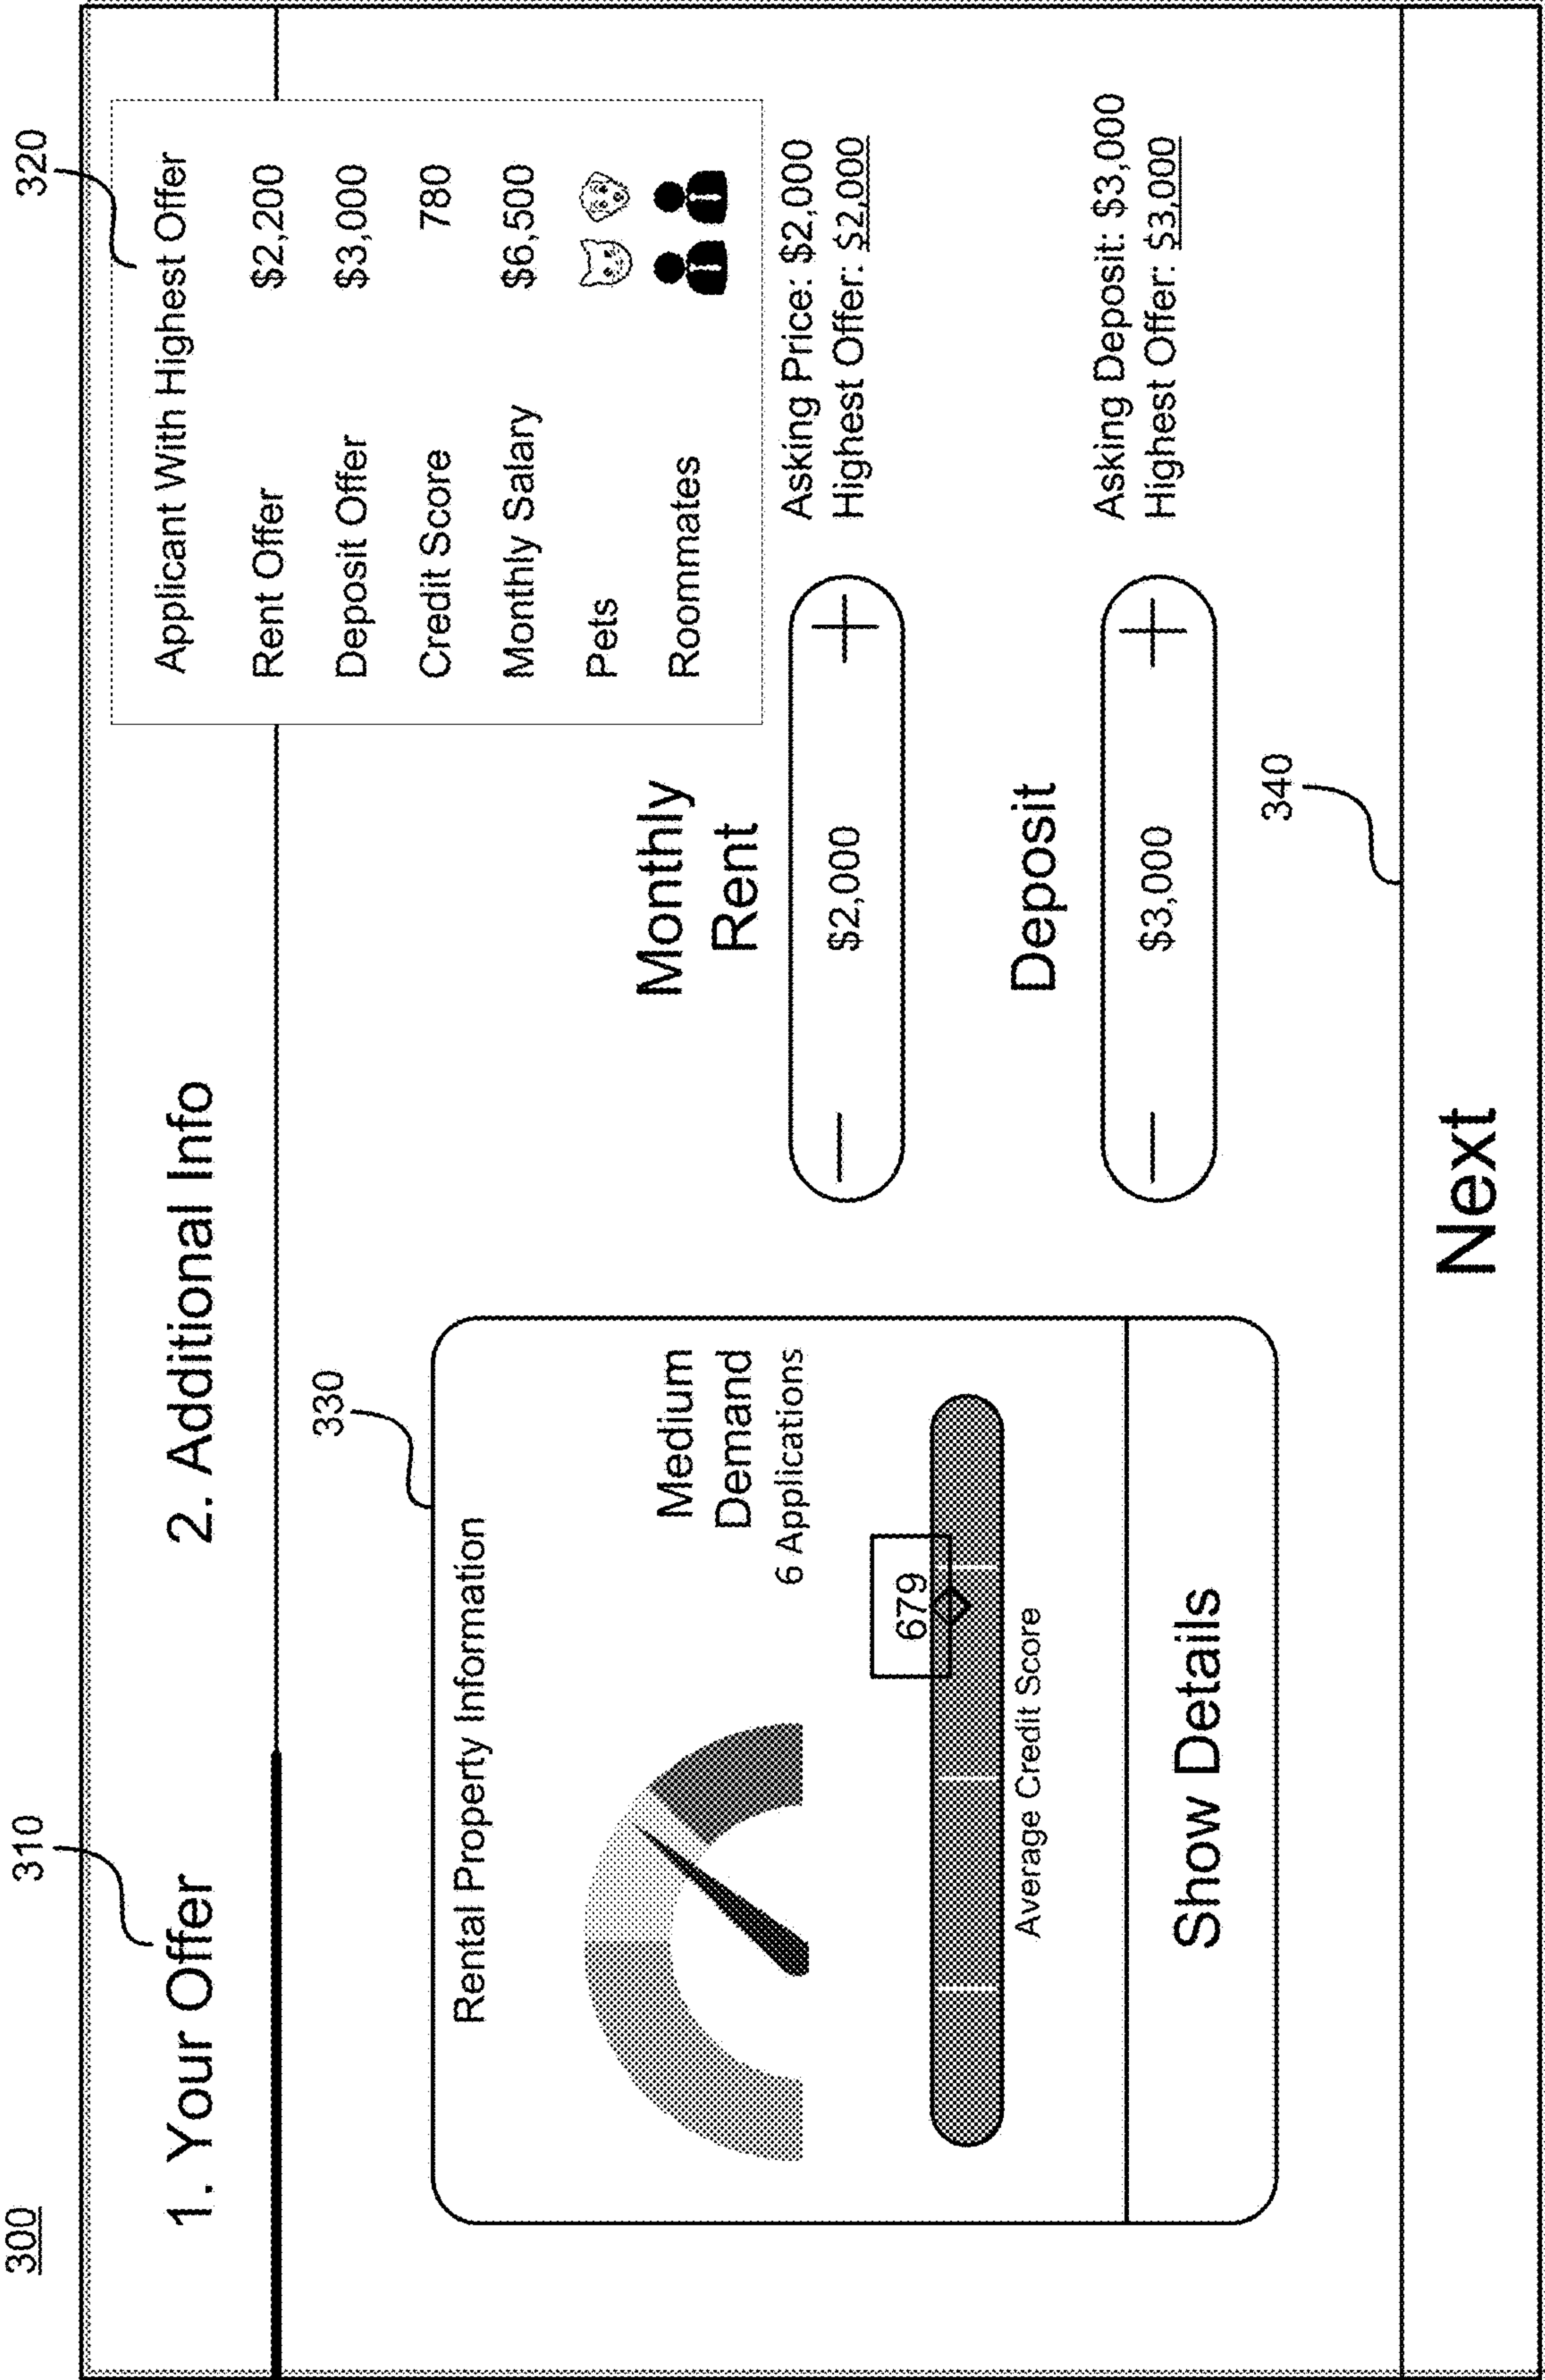 300
310
320
1. Your Offer
2. Additional Info
Applicant With Highest Offer
Rent Offer $2,200
Deposit Offer $3,000
Credit Score 780
Monthly Salary $6,500
Pets
Roommates
330
Rental Property Information
Medium
Demand
6 Applications
679
Average Credit Score
Show Details
Monthly
Rent
— $2,000 +
Asking Price: $2,000
Highest Offer: $2,000
Deposit
— $3,000 +
Asking Deposit: $3,000
Highest Offer: $3,000
340
Next